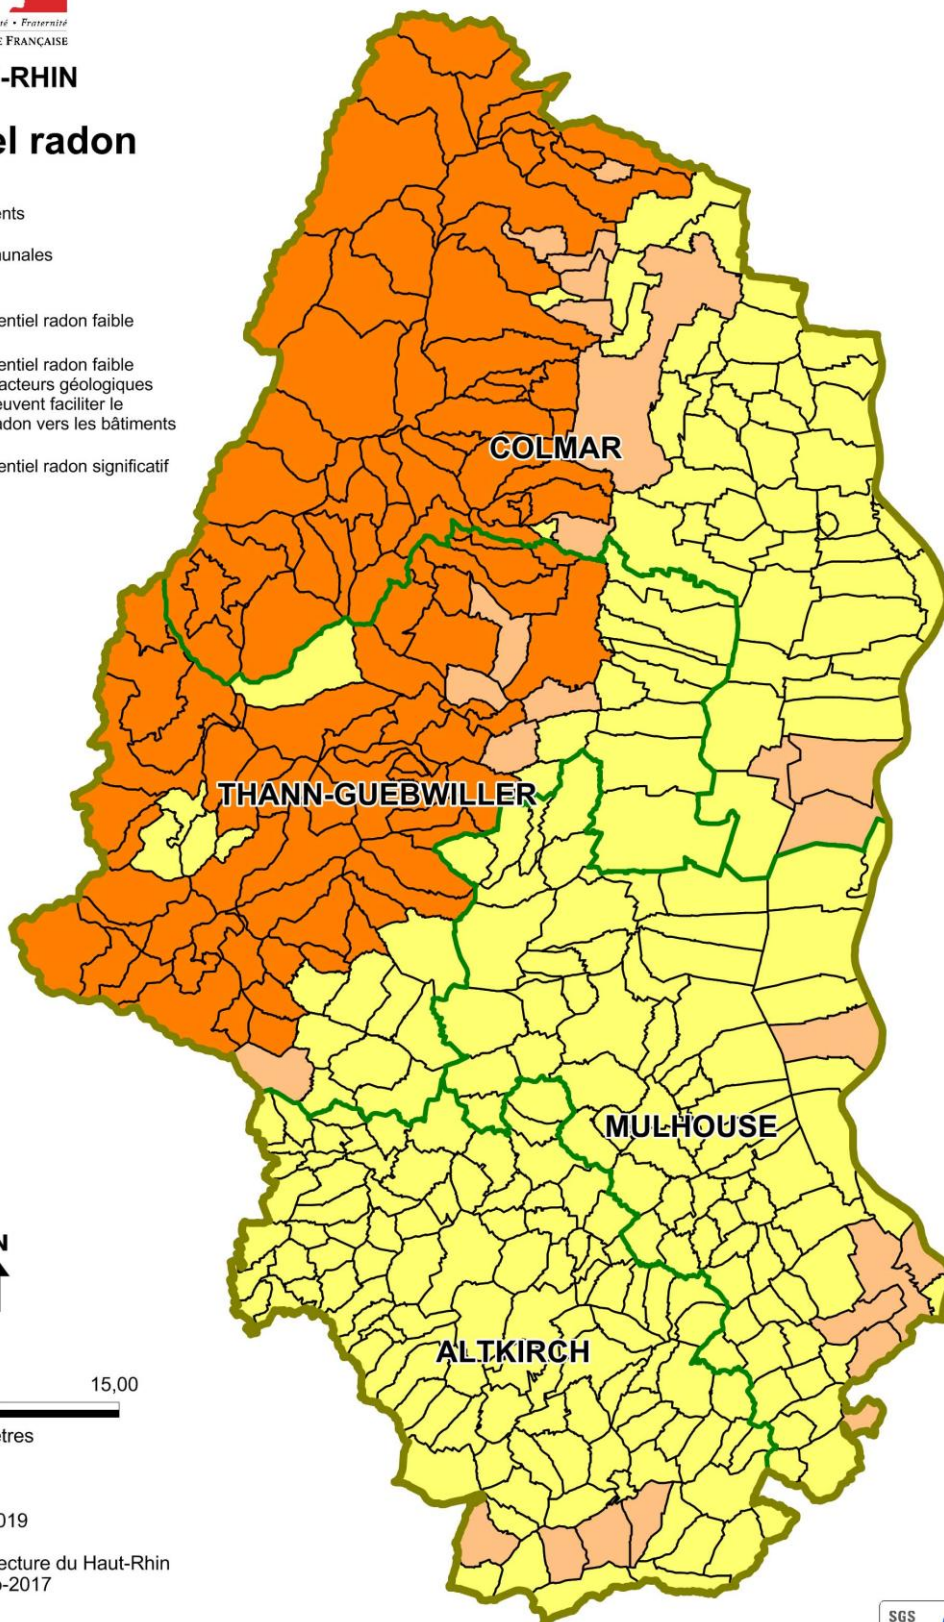 té • Fraternité
E FRANÇAISE
-RHIN
el radon
ents
unales
entiel radon faible
entiel radon faible
acteurs géologiques
euvent faciliter le
adon vers les bâtiments
entiel radon significatif
COLMAR
THANN-GUEBWILLER
MULHOUSE
N
ALTKIRCH
15,00
ètres
019
ecture du Haut-Rhin
-2017
SGS